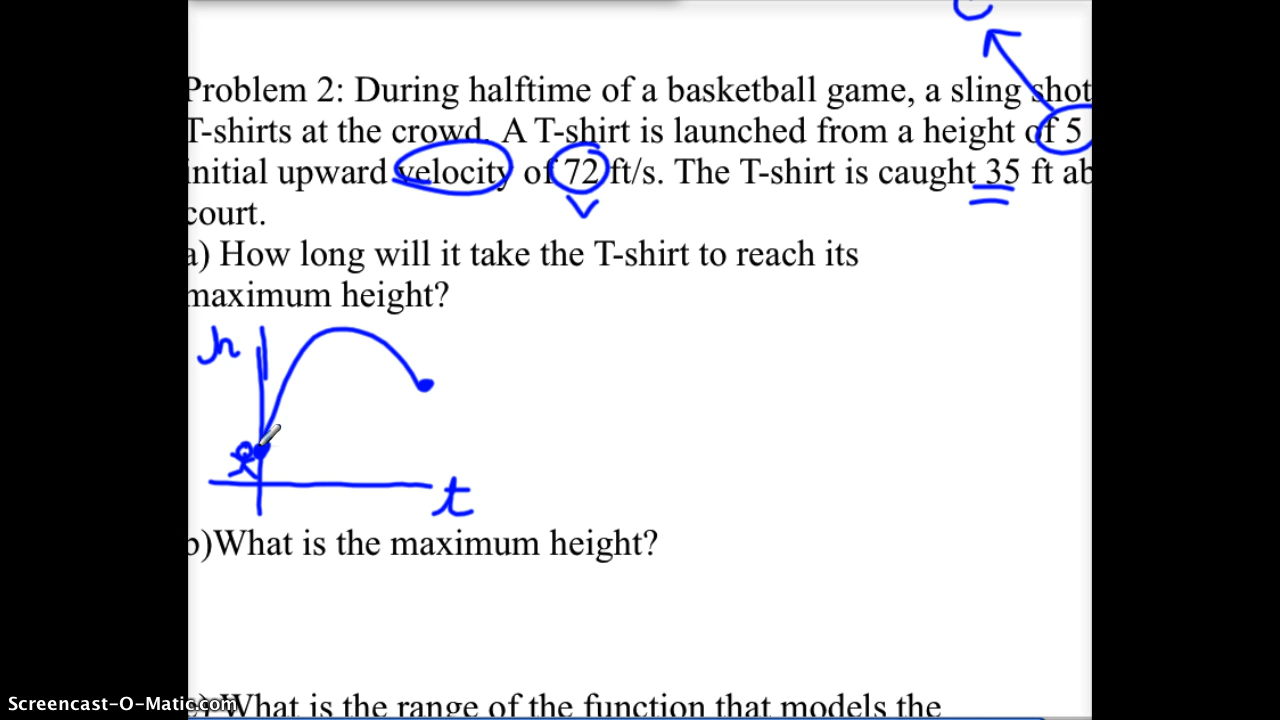 c
Problem 2: During halftime of a basketball game, a sling shot
T-shirts at the crowd. A T-shirt is launched from a height of 5
initial upward velocity of 72 ft/s. The T-shirt is caught 35 ft ab
v
court.
a) How long will it take the T-shirt to reach its
maximum height?
h
t
b)What is the maximum height?
c) What is the range of the function that models the
Screencast-O-Matic.com